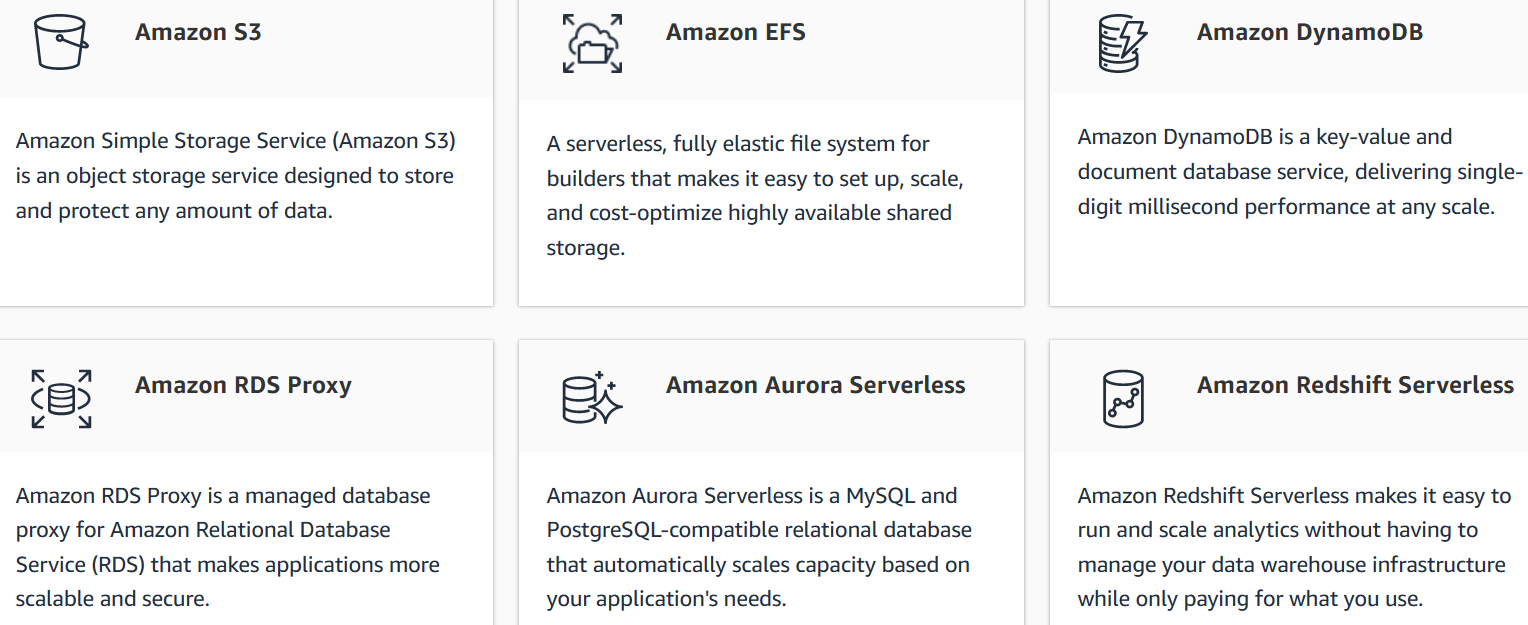 Amazon S3
Amazon Simple Storage Service (Amazon S3)
is an object storage service designed to store
and protect any amount of data.
Amazon EFS
A serverless, fully elastic file system for
builders that makes it easy to set up, scale,
and cost-optimize highly available shared
storage.
Amazon DynamoDB
Amazon DynamoDB is a key-value and
document database service, delivering single-
digit millisecond performance at any scale.
Amazon RDS Proxy
Amazon RDS Proxy is a managed database
proxy for Amazon Relational Database
Service (RDS) that makes applications more
scalable and secure.
Amazon Aurora Serverless
Amazon Aurora Serverless is a MySQL and
PostgreSQL-compatible relational database
that automatically scales capacity based on
your application's needs.
Amazon Redshift Serverless
Amazon Redshift Serverless makes it easy to
run and scale analytics without having to
manage your data warehouse infrastructure
while only paying for what you use.